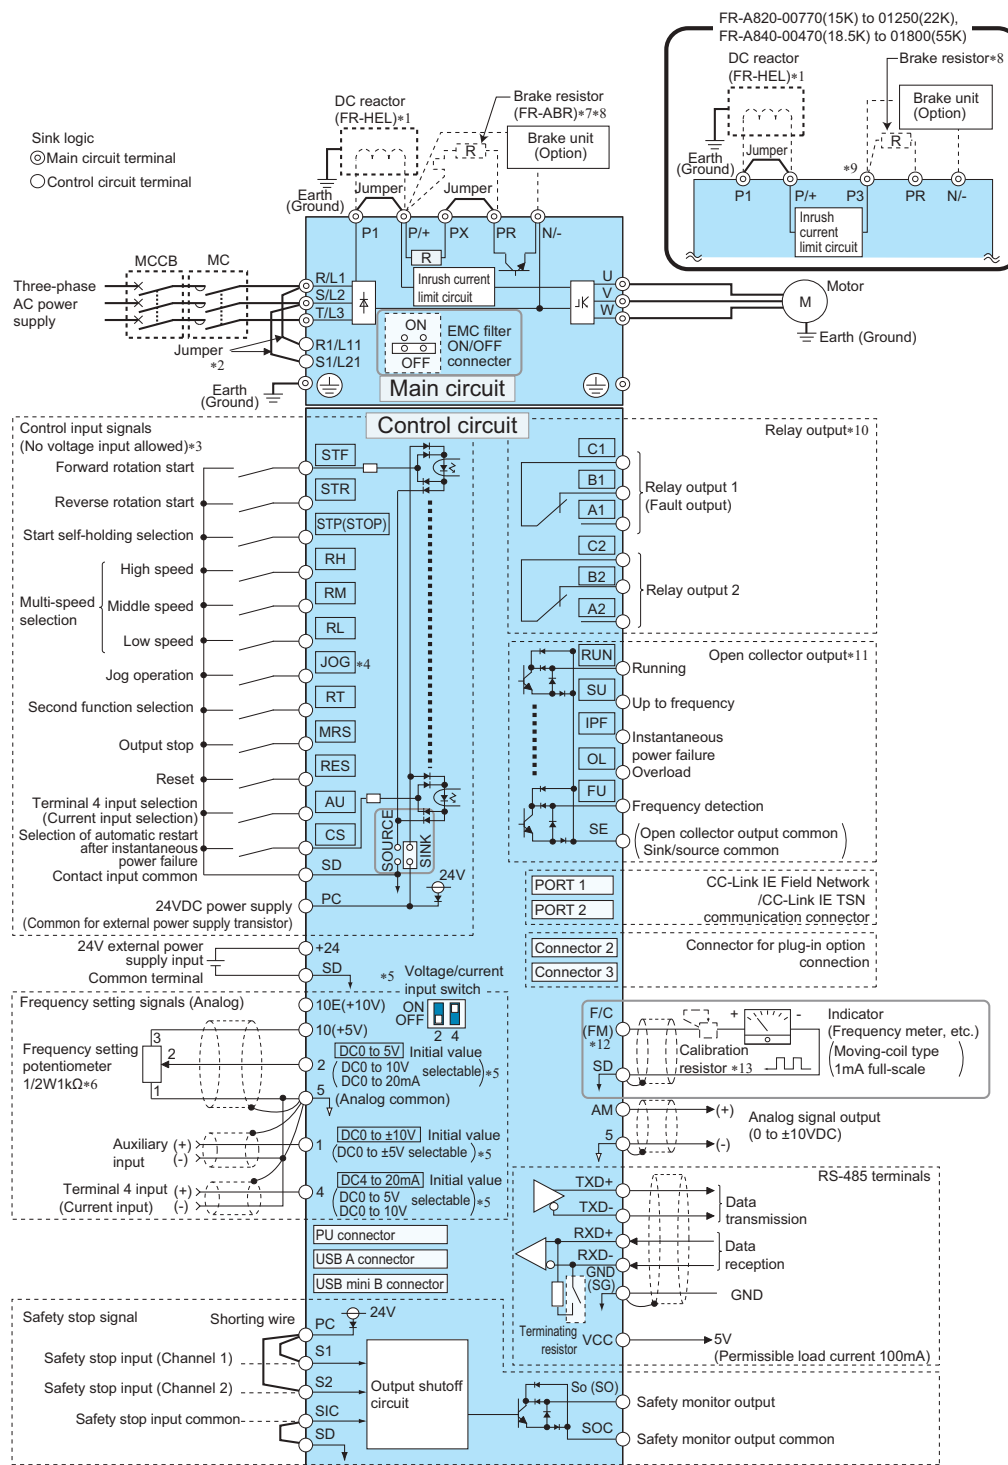 FR-A820-00770(15K) to 01250(22K),
FR-A840-00470(18.5K) to 01800(55K)
DC reactor
(FR-HEL)*1
Brake resistor*8
Brake unit
(Option)
R
Jumper
Earth
(Ground)
*9
P1
P/+
P3
PR
N/-
Inrush
current
limit circuit
Sink logic
Main circuit terminal
Control circuit terminal
DC reactor
(FR-HEL)*1
Brake resistor
(FR-ABR)*7*8
Brake unit
(Option)
R
Earth
(Ground)
Jumper
Jumper
P1
P/+
PX
PR
N/-
R
Inrush current
limit circuit
MCCB
MC
Three-phase
AC power
supply
R/L1
S/L2
T/L3
R1/L11
S1/L21
Jumper
*2
Earth
(Ground)
ON
OFF
EMC filter
ON/OFF
connecter
U
V
W
Motor
M
Earth (Ground)
Main circuit
Control circuit
Control input signals
(No voltage input allowed)*3
Forward rotation start
STF
Reverse rotation start
STR
Start self-holding selection
STP(STOP)
Multi-speed
selection
High speed
RH
Middle speed
RM
Low speed
RL
Jog operation
JOG *4
Second function selection
RT
Output stop
MRS
Reset
RES
Terminal 4 input selection
(Current input selection)
AU
Selection of automatic restart
after instantaneous
power failure
CS
Contact input common
SD
SOURCE
SINK
24V
24VDC power supply
(Common for external power supply transistor)
PC
24V external power
supply input
+24
Common terminal
SD
Relay output*10
C1
B1
A1
Relay output 1
(Fault output)
C2
B2
A2
Relay output 2
Open collector output*11
RUN
Running
SU
Up to frequency
IPF
Instantaneous
power failure
OL
Overload
FU
Frequency detection
SE
Open collector output common
Sink/source common
PORT 1
PORT 2
CC-Link IE Field Network
/CC-Link IE TSN
communication connector
Connector 2
Connector 3
Connector for plug-in option
connection
*5 Voltage/current
input switch
ON
OFF
2 4
Frequency setting signals (Analog)
Frequency setting
potentiometer
1/2W1kΩ*6
3
2
1
10E(+10V)
10(+5V)
2
DC0 to 5V Initial value
DC0 to 10V
DC0 to 20mA
selectable *5
5
(Analog common)
Auxiliary
input
(+)
(-)
1
DC0 to ±10V Initial value
(DC0 to ±5V selectable) *5
Terminal 4 input
(Current input)
(+)
(-)
4
DC4 to 20mA Initial value
DC0 to 5V
DC0 to 10V
selectable *5
F/C
(FM)
*12
SD
Calibration
resistor *13
+
-
Indicator
(Frequency meter, etc.)
(Moving-coil type
1mA full-scale)
AM
(+)
5
(-)
Analog signal output
(0 to ±10VDC)
RS-485 terminals
TXD+
TXD-
Data
transmission
RXD+
RXD-
Data
reception
GND
(SG)
GND
Terminating
resistor
VCC
5V
(Permissible load current 100mA)
PU connector
USB A connector
USB mini B connector
Safety stop signal
Shorting wire
PC
24V
Safety stop input (Channel 1)
S1
Safety stop input (Channel 2)
S2
Safety stop input common
SIC
SD
Output shutoff
circuit
So (SO)
Safety monitor output
SOC
Safety monitor output common